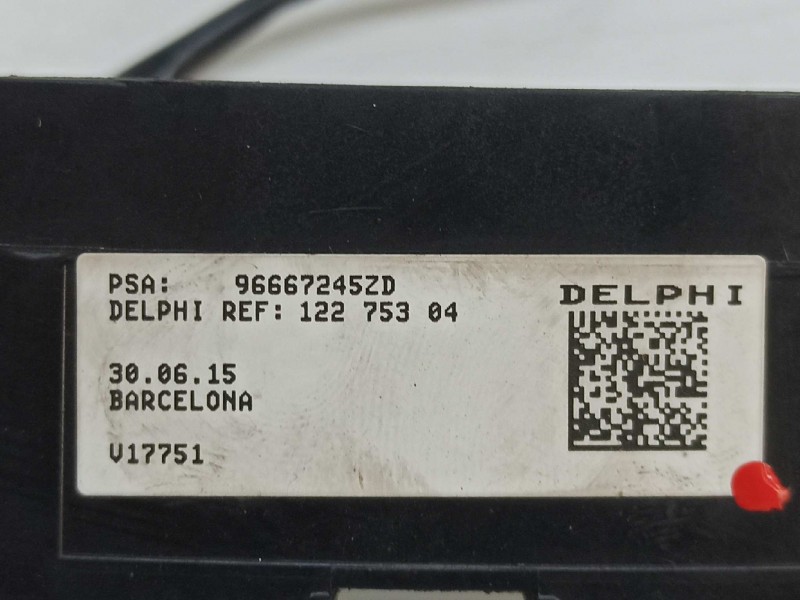 PSA: 96667245ZD
DELPHI REF: 122 753 04
DELPHI
30.06.15
BARCELONA
V17751